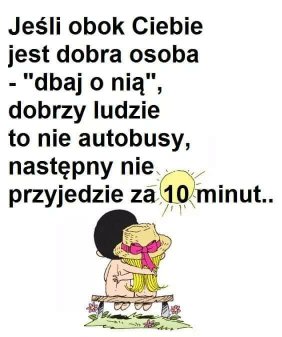 Jeśli obok Ciebie
jest dobra osoba
- "dbaj o nią",
dobrzy ludzie
to nie autobusy,
następny nie
przyjedzie za 10 minut..